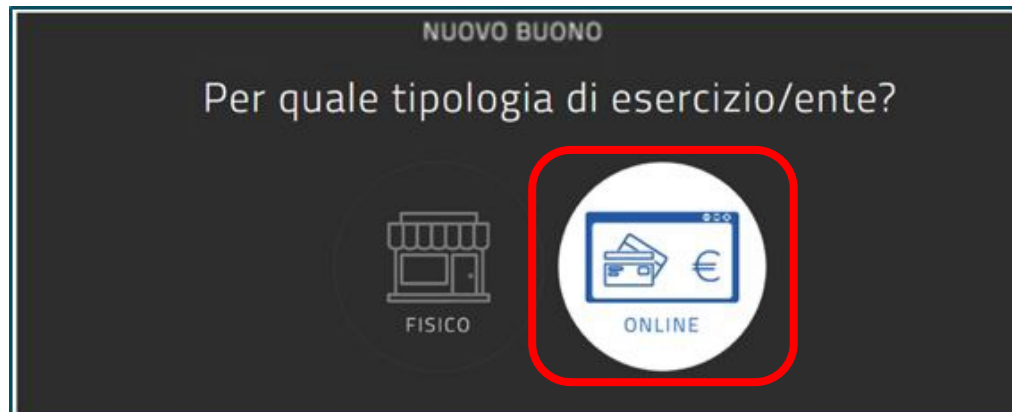 NUOVO BUONO
Per quale tipologia di esercizio/ente?
€
FISICO
ONLINE